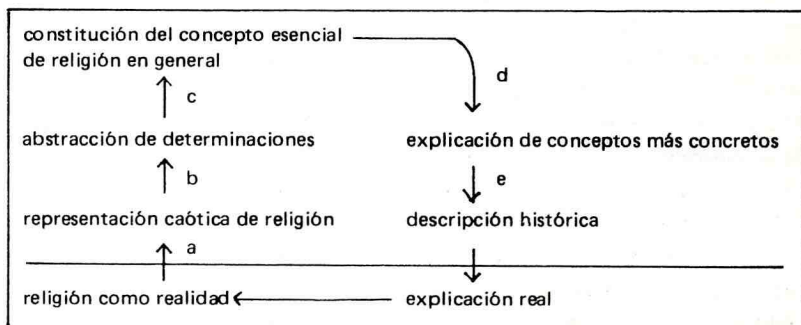 constitución del concepto esencial
de religión en general
d
c
abstracción de determinaciones
explicación de conceptos más concretos
b
e
representación caótica de religión
descripción histórica
a
religión como realidad
explicación real